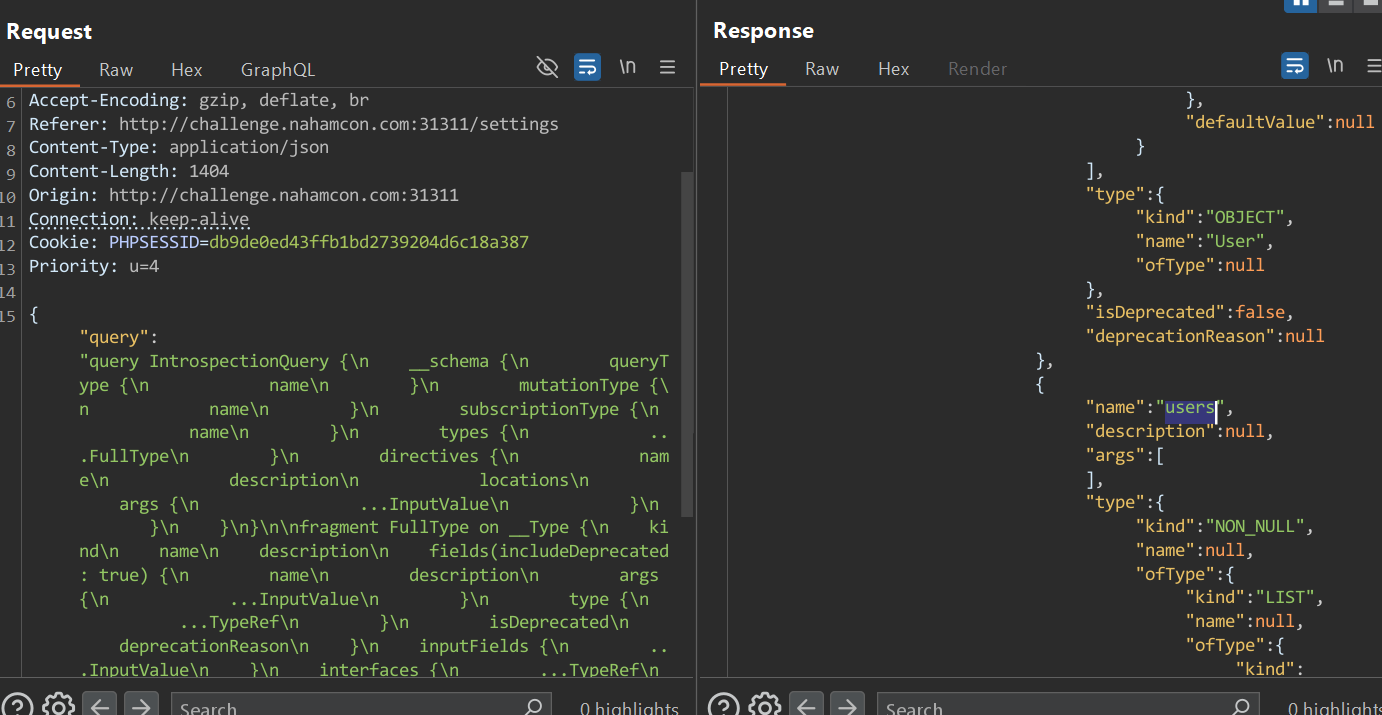 Request
Pretty Raw Hex GraphQL \n
6 Accept-Encoding: gzip, deflate, br
7 Referer: http://challenge.nahamcon.com:31311/settings
8 Content-Type: application/json
9 Content-Length: 1404
10 Origin: http://challenge.nahamcon.com:31311
11 Connection: keep-alive
12 Cookie: PHPSESSID=db9de0ed43ffb1bd2739204d6c18a387
13 Priority: u=4
14
15 {
"query":
"query IntrospectionQuery {\n    __schema {\n        queryT
ype {\n            name\n        }\n        mutationType {\
n            name\n        }\n        subscriptionType {\n
name\n        }\n        types {\n            ..
.FullType\n        }\n        directives {\n            nam
e\n            description\n            locations\n
args {\n                ...InputValue\n            }\n
}\n    }\n}\n\nfragment FullType on __Type {\n    ki
nd\n    name\n    description\n    fields(includeDeprecated
: true) {\n        name\n        description\n        args
{\n            ...InputValue\n        }\n        type {\n
...TypeRef\n        }\n        isDeprecated\n
deprecationReason\n    }\n    inputFields {\n        ..
.InputValue\n    }\n    interfaces {\n        ...TypeRef\n
Search 0 highlights
Response
Pretty Raw Hex Render \n
},
"defaultValue":null
}
],
"type":{
"kind":"OBJECT",
"name":"User",
"ofType":null
},
"isDeprecated":false,
"deprecationReason":null
},
{
"name":"users",
"description":null,
"args":[
],
"type":{
"kind":"NON_NULL",
"name":null,
"ofType":{
"kind":"LIST",
"name":null,
"ofType":{
"kind":
Search 0 highlights